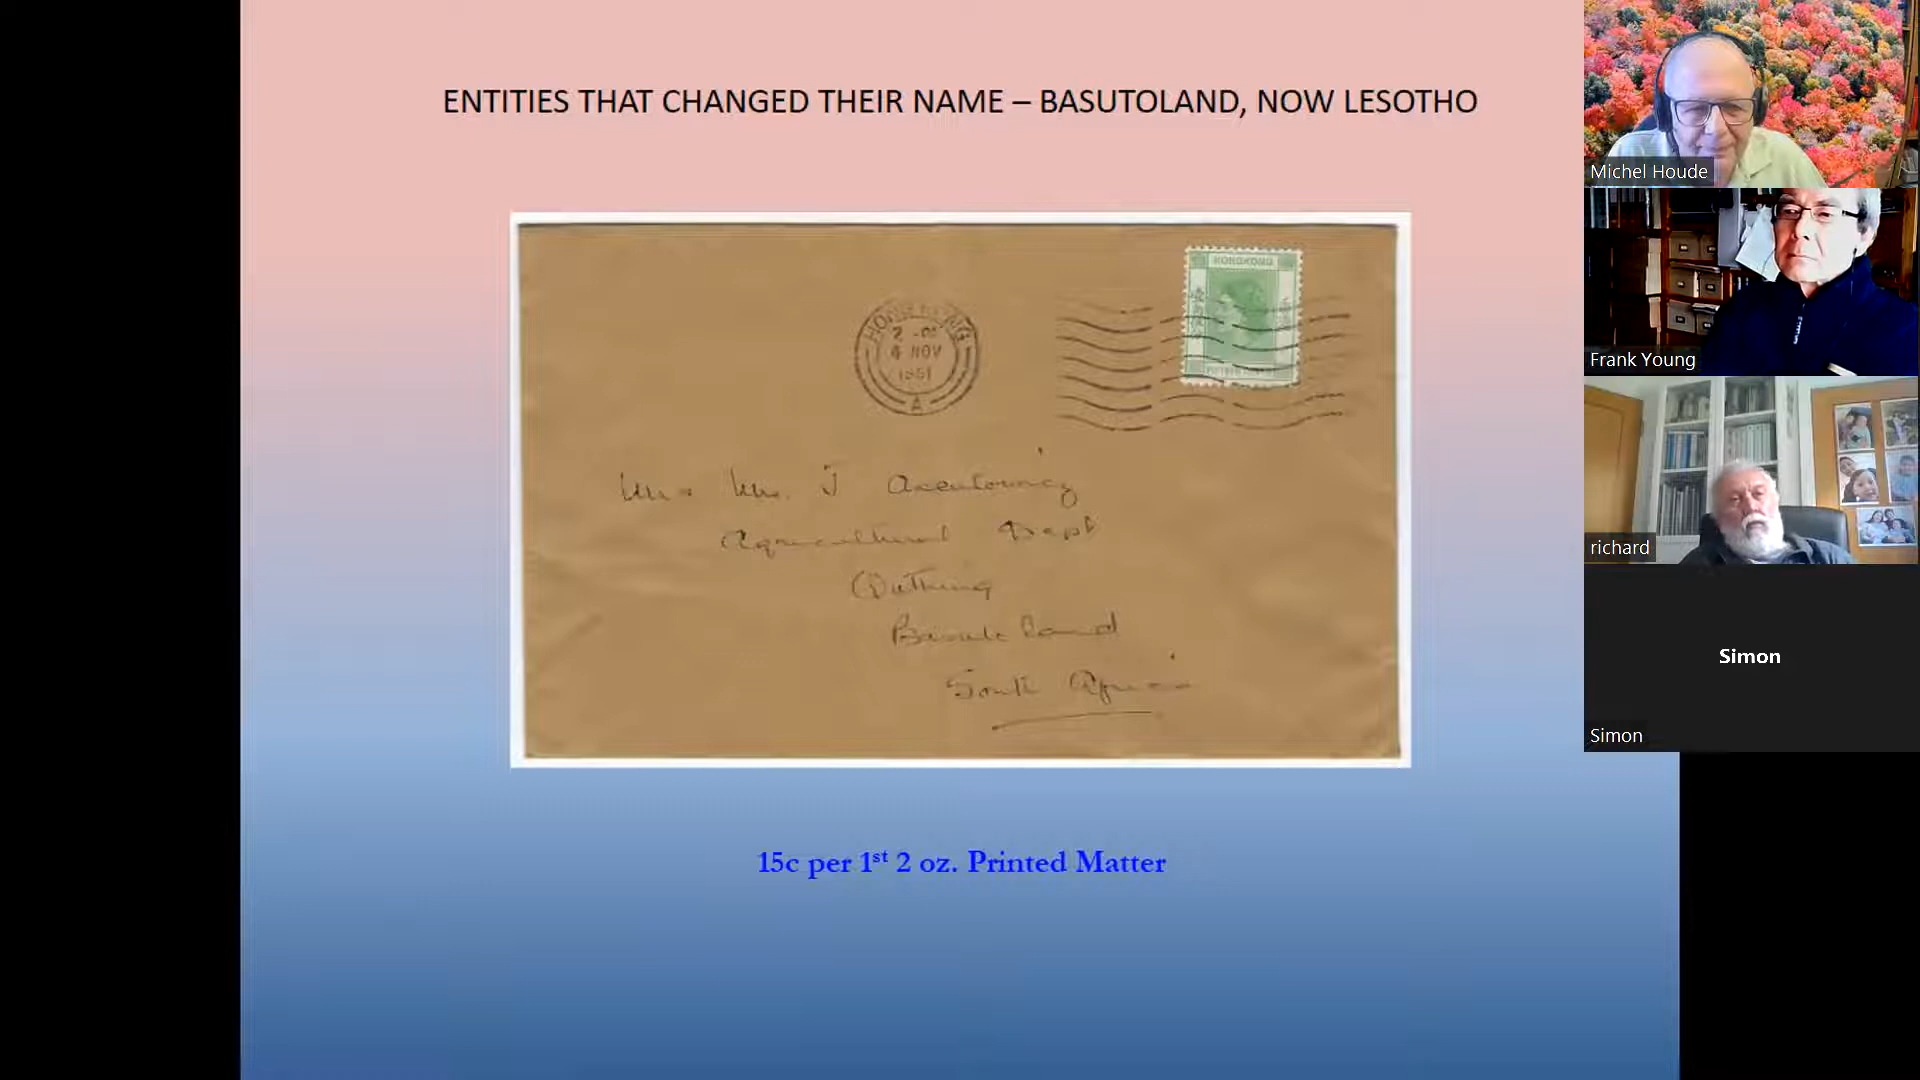 ENTITIES THAT CHANGED THEIR NAME – BASUTOLAND, NOW LESOTHO
HONG KONG
HONGKONG
4 NOV
1951
A
J
Agricultural Dept
Quthing
Basutoland
South Africa
15c per 1st 2 oz. Printed Matter
Michel Houde
Frank Young
richard
Simon
Simon